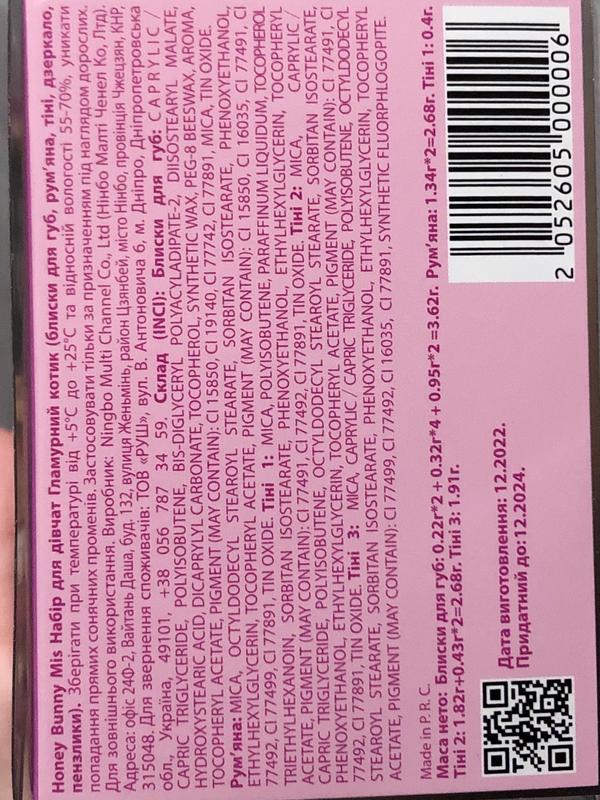 Honey Bunny Mis Набір для дівчат Гламурний котик (блиски для губ, рум'яна, тіні, дзеркало,
пензлики). Зберігати при температурі від +5°С до +25°С та відносній вологості 55-70%, уникати
попадання прямих сонячних променів. Застосовувати тільки за призначенням під наглядом дорослих.
Для зовнішнього використання. Виробник: Ningbo Multi Channel Co., Ltd (Нінбо Малті Ченел Ко, Лтд).
Адреса: офіс 24Ф-2, Вайтань Даша, буд. 132, вулиця Женьмінь, район Цзянбей, місто Нінбо, провінція Чжецзян, КНР,
315048. Для звернення споживачів: ТОВ «РУШ», вул. В. Антоновича 6, м. Дніпро, Дніпропетровська
обл., Україна, 49101, +38 056 787 34 59. Склад (INCI): Блиски для губ: CAPRYLIC /
CAPRIC TRIGLYCERIDE, POLYISOBUTENE, BIS-DIGLYCERYL POLYACYLADIPATE-2, DIISOSTEARYL MALATE,
HYDROXYSTEARIC ACID, DICAPRYLYL CARBONATE, TOCOPHEROL, SYNTHETIC WAX, PEG-8 BEESWAX, AROMA,
TOCOPHERYL ACETATE, PIGMENT (MAY CONTAIN): CI 15850, CI 19140, CI 77742, CI 77891, MICA, TIN OXIDE.
Рум'яна: MICA, OCTYLDODECYL STEAROYL STEARATE, SORBITAN ISOSTEARATE, PHENOXYETHANOL,
ETHYLHEXYLGLYCERIN, TOCOPHERYL ACETATE, PIGMENT (MAY CONTAIN): CI 15850, CI 16035, CI 77491, CI
77492, CI 77499, CI 77891, TIN OXIDE. Тіні 1: MICA, POLYISOBUTENE, PARAFFINUM LIQUIDUM, TOCOPHEROL
TRIETHYLHEXANOIN, SORBITAN ISOSTEARATE, PHENOXYETHANOL, ETHYLHEXYLGLYCERIN, TOCOPHERYL
ACETATE, PIGMENT (MAY CONTAIN): CI 77491, CI 77492, CI 77891, TIN OXIDE. Тіні 2: MICA, CAPRYLIC /
CAPRIC TRIGLYCERIDE, POLYISOBUTENE, OCTYLDODECYL STEAROYL STEARATE, SORBITAN ISOSTEARATE,
PHENOXYETHANOL, ETHYLHEXYLGLYCERIN, TOCOPHERYL ACETATE, PIGMENT (MAY CONTAIN): CI 77491, CI
77492, CI 77891, TIN OXIDE. Тіні 3: MICA, CAPRYLIC / CAPRIC TRIGLYCERIDE, POLYISOBUTENE, OCTYLDODECYL
STEAROYL STEARATE, SORBITAN ISOSTEARATE, PHENOXYETHANOL, ETHYLHEXYLGLYCERIN, TOCOPHERYL
ACETATE, PIGMENT (MAY CONTAIN): CI 77499, CI 77492, CI 16035, CI 77891, SYNTHETIC FLUORPHLOGOPITE.
Made in P. R. C.
Маса нето: Блиски для губ: 0.22г*2 + 0.32г*4 + 0.95г*2 =3.62г. Рум'яна: 1.34г*2=2.68г. Тіні 1: 0.4г.
Тіні 2: 1.82г+0.43г*2=2.68г. Тіні 3: 1.91г.
Дата виготовлення: 12.2022.
Придатний до:12.2024.
2 052605 000006